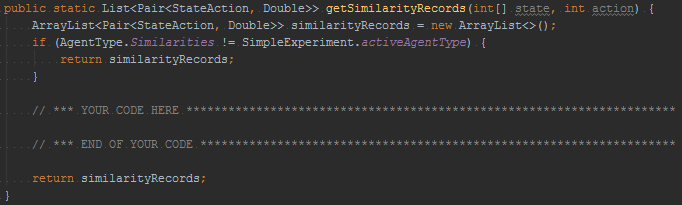 public static List<Pair<StateAction, Double>> getSimilarityRecords(int[] state, int action) {
ArrayList<Pair<StateAction, Double>> similarityRecords = new ArrayList<>();
if (AgentType.Similarities != SimpleExperiment.activeAgentType) {
return similarityRecords;
}
// *** YOUR CODE HERE **********************************************************************
// *** END OF YOUR CODE ********************************************************************
return similarityRecords;
}